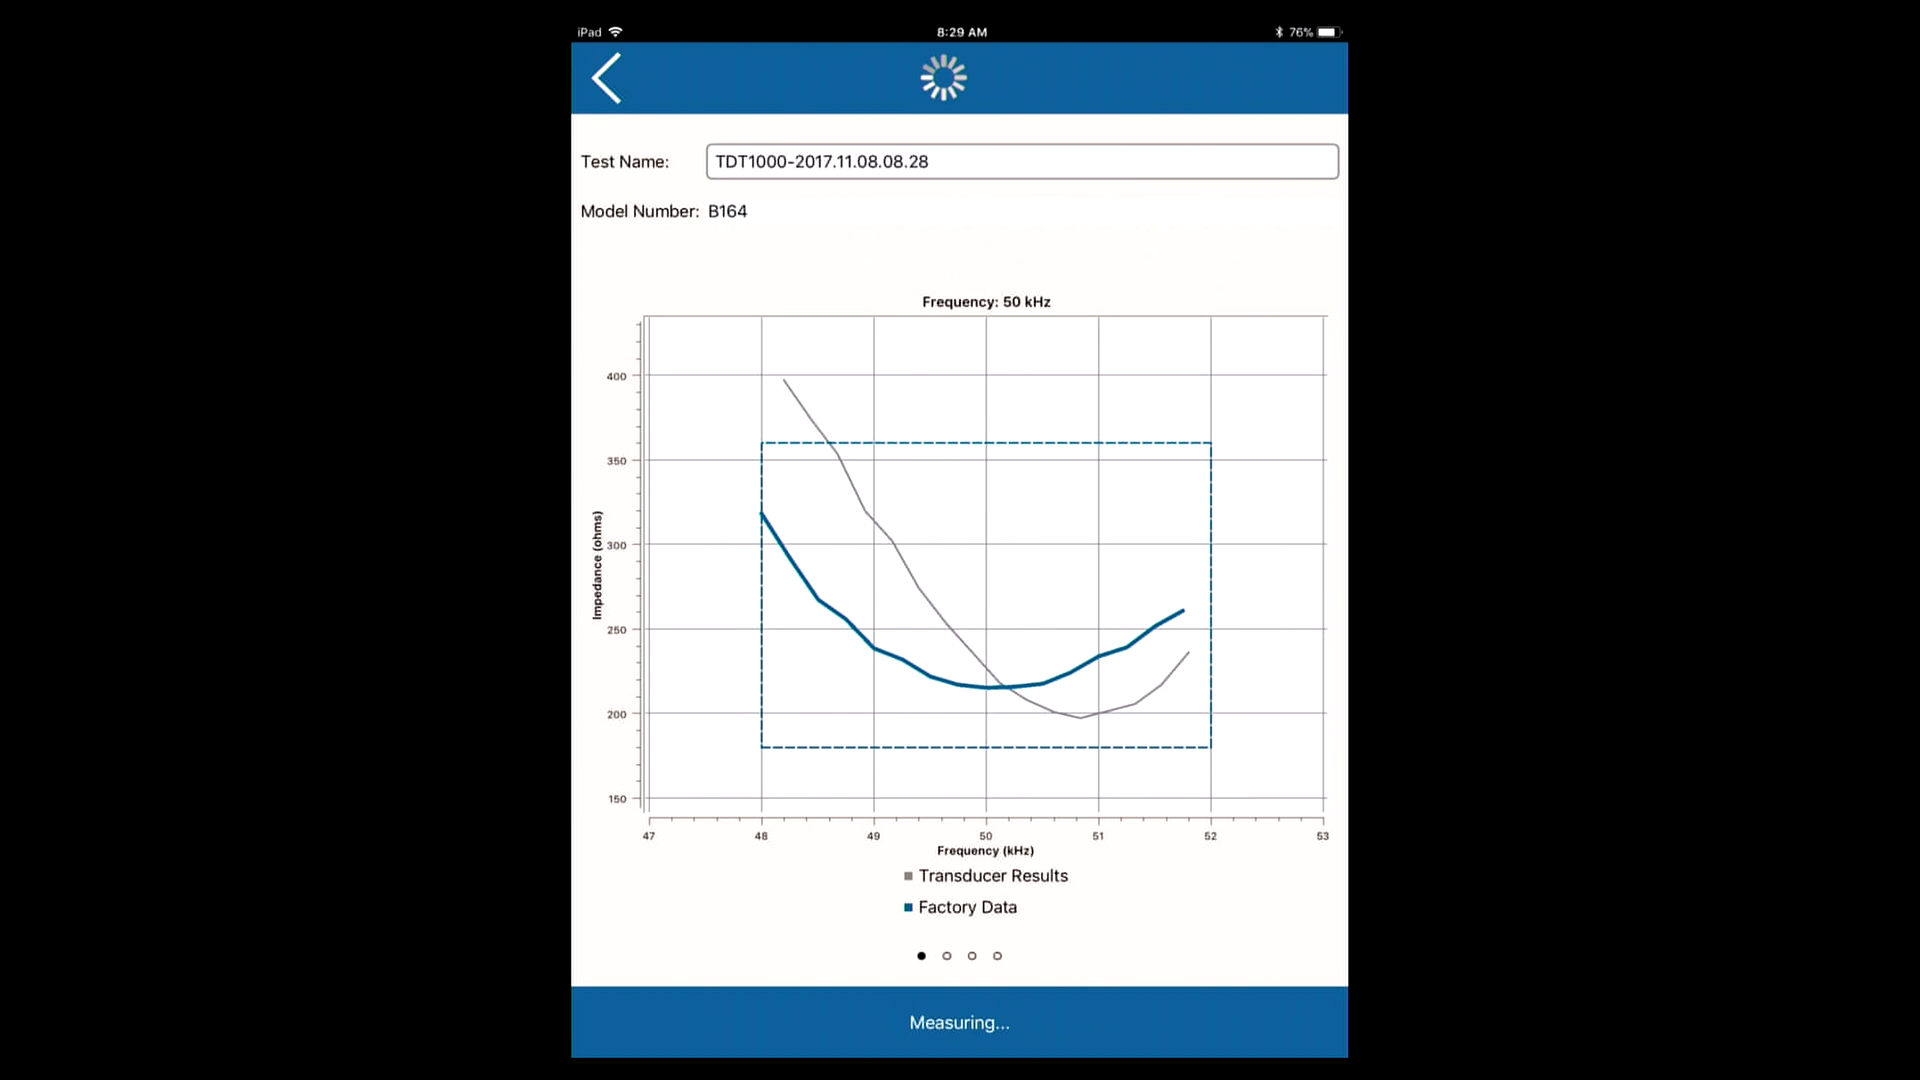 iPad 8:29 AM 76%
Test Name: TDT1000-2017.11.08.08.28
Model Number: B164
Frequency: 50 kHz
400
350
300
250
200
150
Impedance (ohms)
47 48 49 50 51 52 53
Frequency (kHz)
Transducer Results
Factory Data
Measuring...